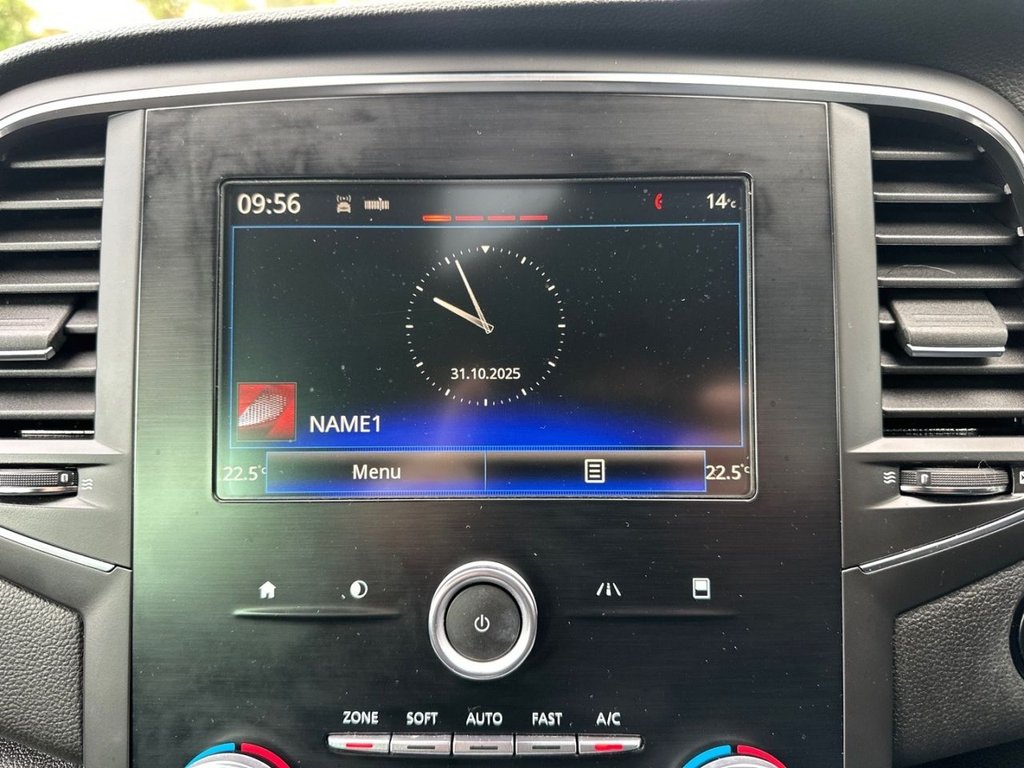 09:56 14°C
31.10.2025
NAME1
22.5°C Menu 22.5°C
ZONE SOFT AUTO FAST A/C